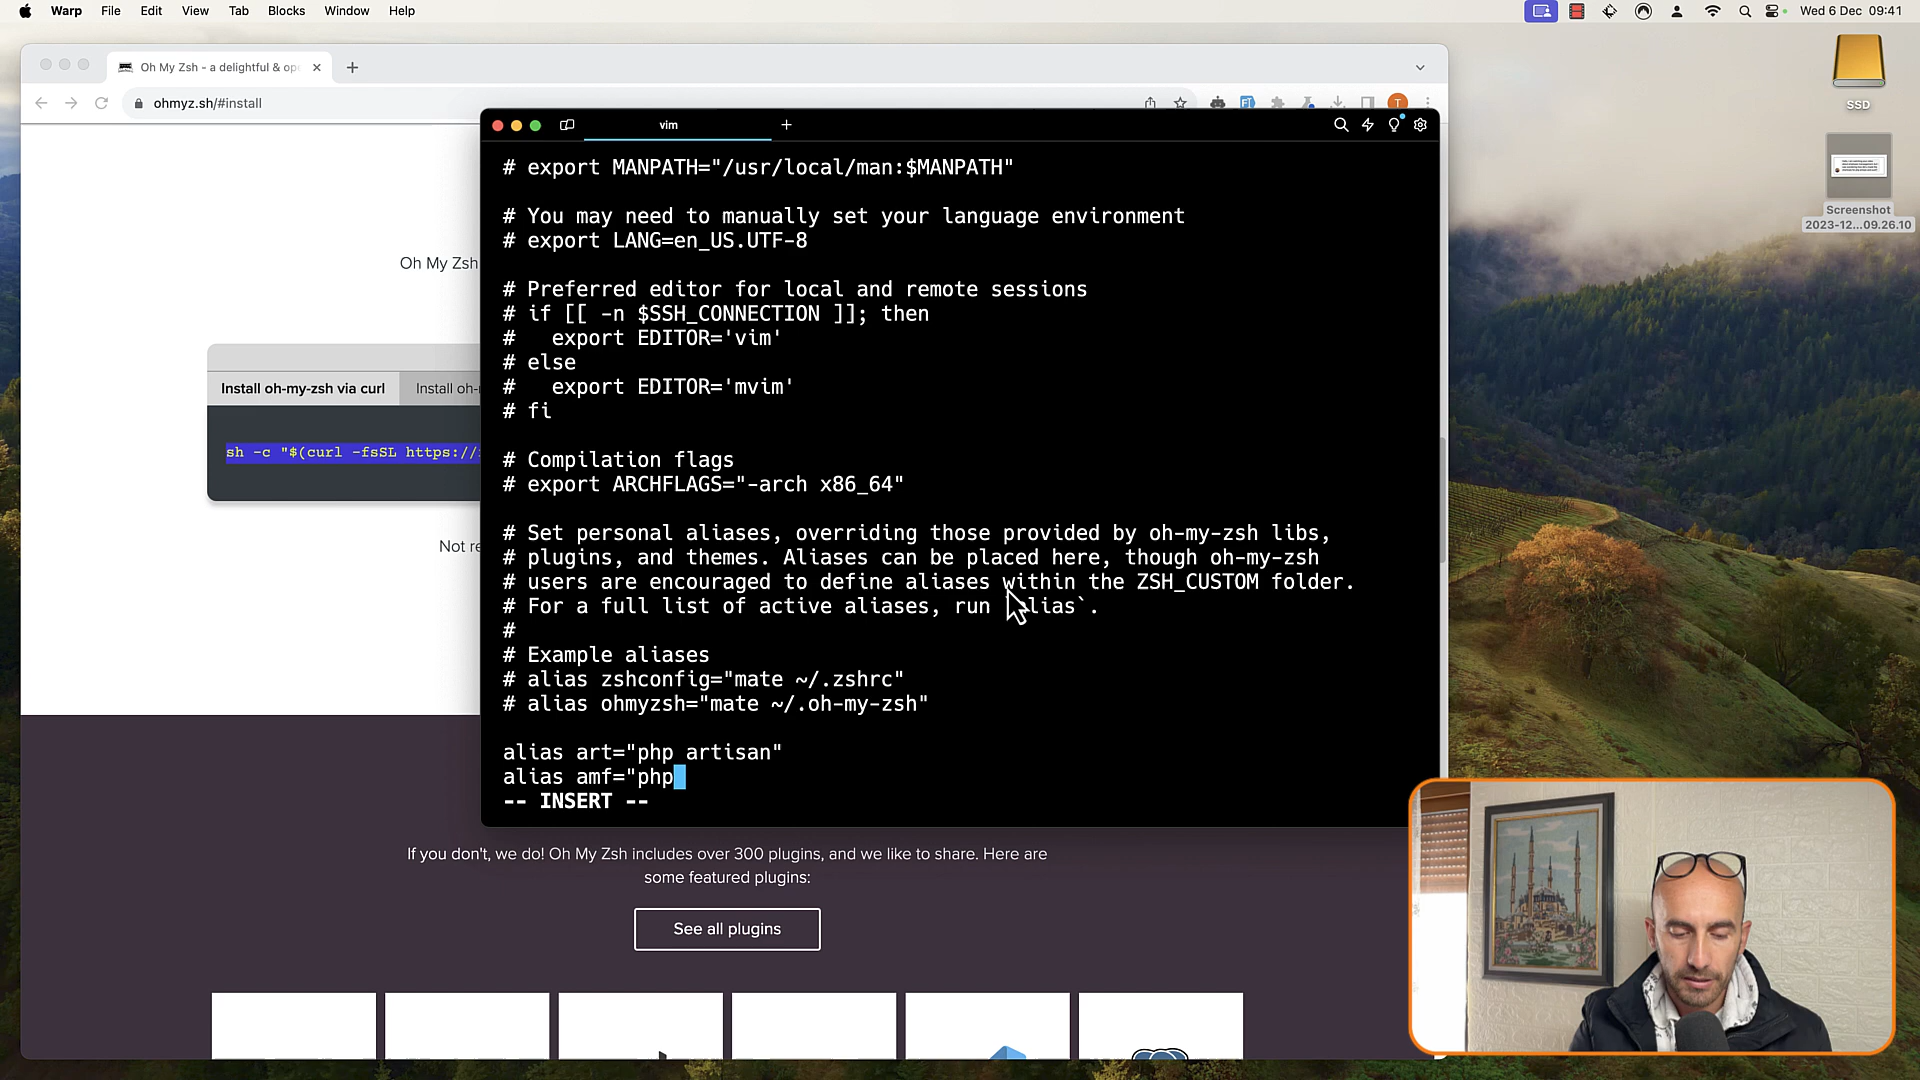 Warp File Edit View Tab Blocks Window Help
Wed 6 Dec 09:41
Oh My Zsh - a delightful & op
ohmyz.sh/#install
T
SSD
Screenshot
2023-12...09.26.10
vim
# export MANPATH="/usr/local/man:$MANPATH"
# You may need to manually set your language environment
# export LANG=en_US.UTF-8
# Preferred editor for local and remote sessions
# if [[ -n $SSH_CONNECTION ]]; then
#   export EDITOR='vim'
# else
#   export EDITOR='mvim'
# fi
# Compilation flags
# export ARCHFLAGS="-arch x86_64"
# Set personal aliases, overriding those provided by oh-my-zsh libs,
# plugins, and themes. Aliases can be placed here, though oh-my-zsh
# users are encouraged to define aliases within the ZSH_CUSTOM folder.
# For a full list of active aliases, run `alias`.
#
# Example aliases
# alias zshconfig="mate ~/.zshrc"
# alias ohmyzsh="mate ~/.oh-my-zsh"
alias art="php artisan"
alias amf="php
-- INSERT --
Oh My Zsh
Install oh-my-zsh via curl
Install oh-
sh -c "$(curl -fsSL https://
Not re
If you don't, we do! Oh My Zsh includes over 300 plugins, and we like to share. Here are
some featured plugins:
See all plugins